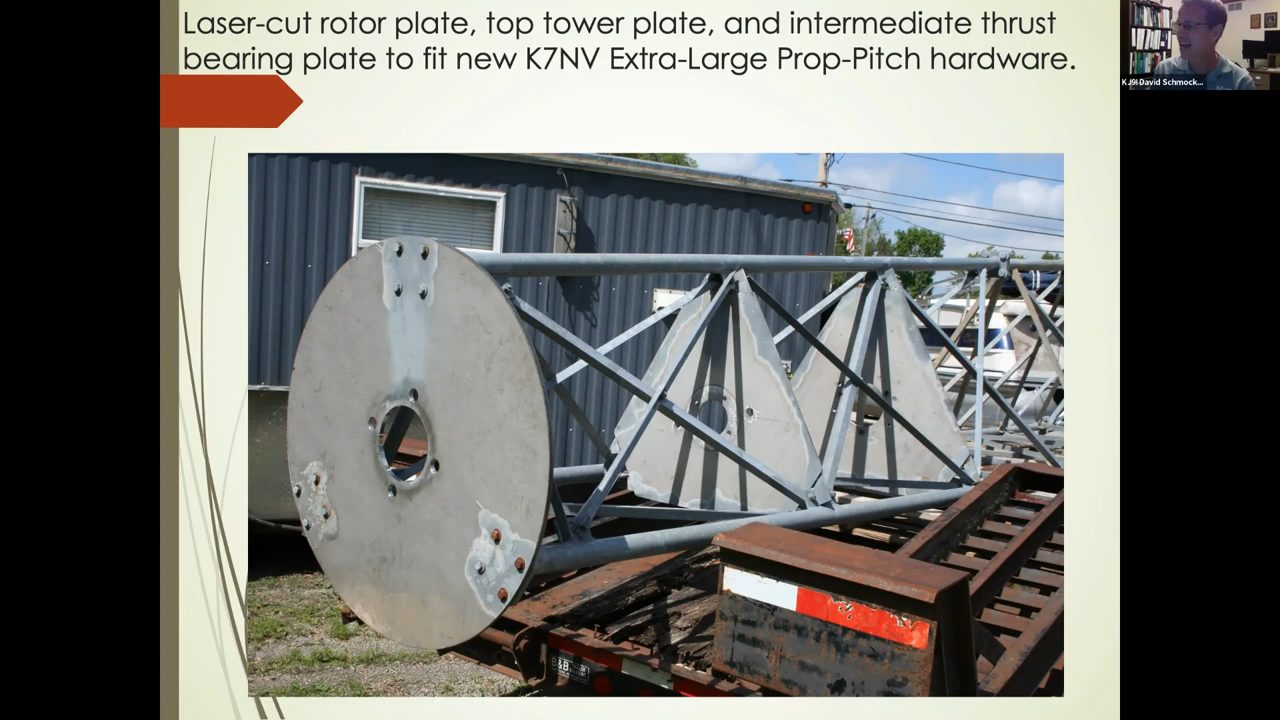 Laser-cut rotor plate, top tower plate, and intermediate thrust
bearing plate to fit new K7NV Extra-Large Prop-Pitch hardware.
KJ9I David Schmock...
B&B